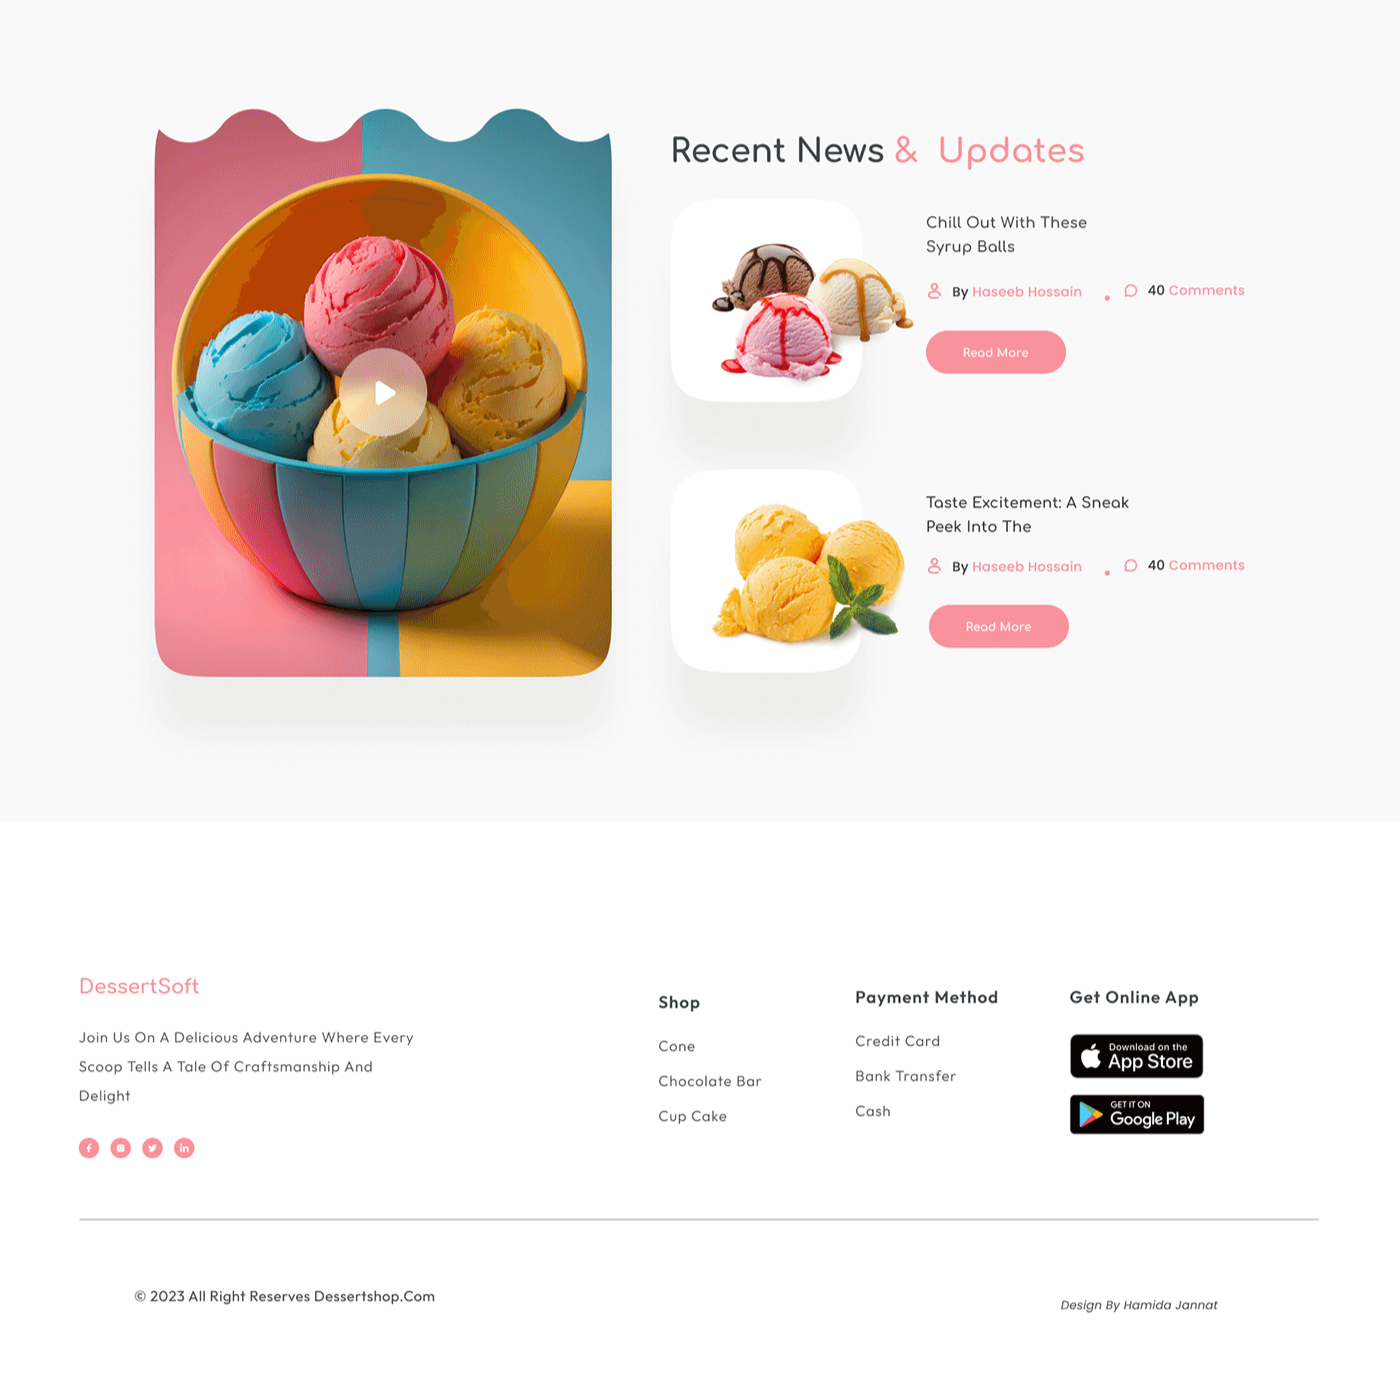 Recent News & Updates
Chill Out With These
Syrup Balls
By Haseeb Hossain
40 Comments
Read More
Taste Excitement: A Sneak
Peek Into The
By Haseeb Hossain
40 Comments
Read More
DessertSoft
Join Us On A Delicious Adventure Where Every
Scoop Tells A Tale Of Craftsmanship And
Delight
Shop
Cone
Chocolate Bar
Cup Cake
Payment Method
Credit Card
Bank Transfer
Cash
Get Online App
Download on the
App Store
GET IT ON
Google Play
© 2023 All Right Reserves Dessertshop.Com
Design By Hamida Jannat